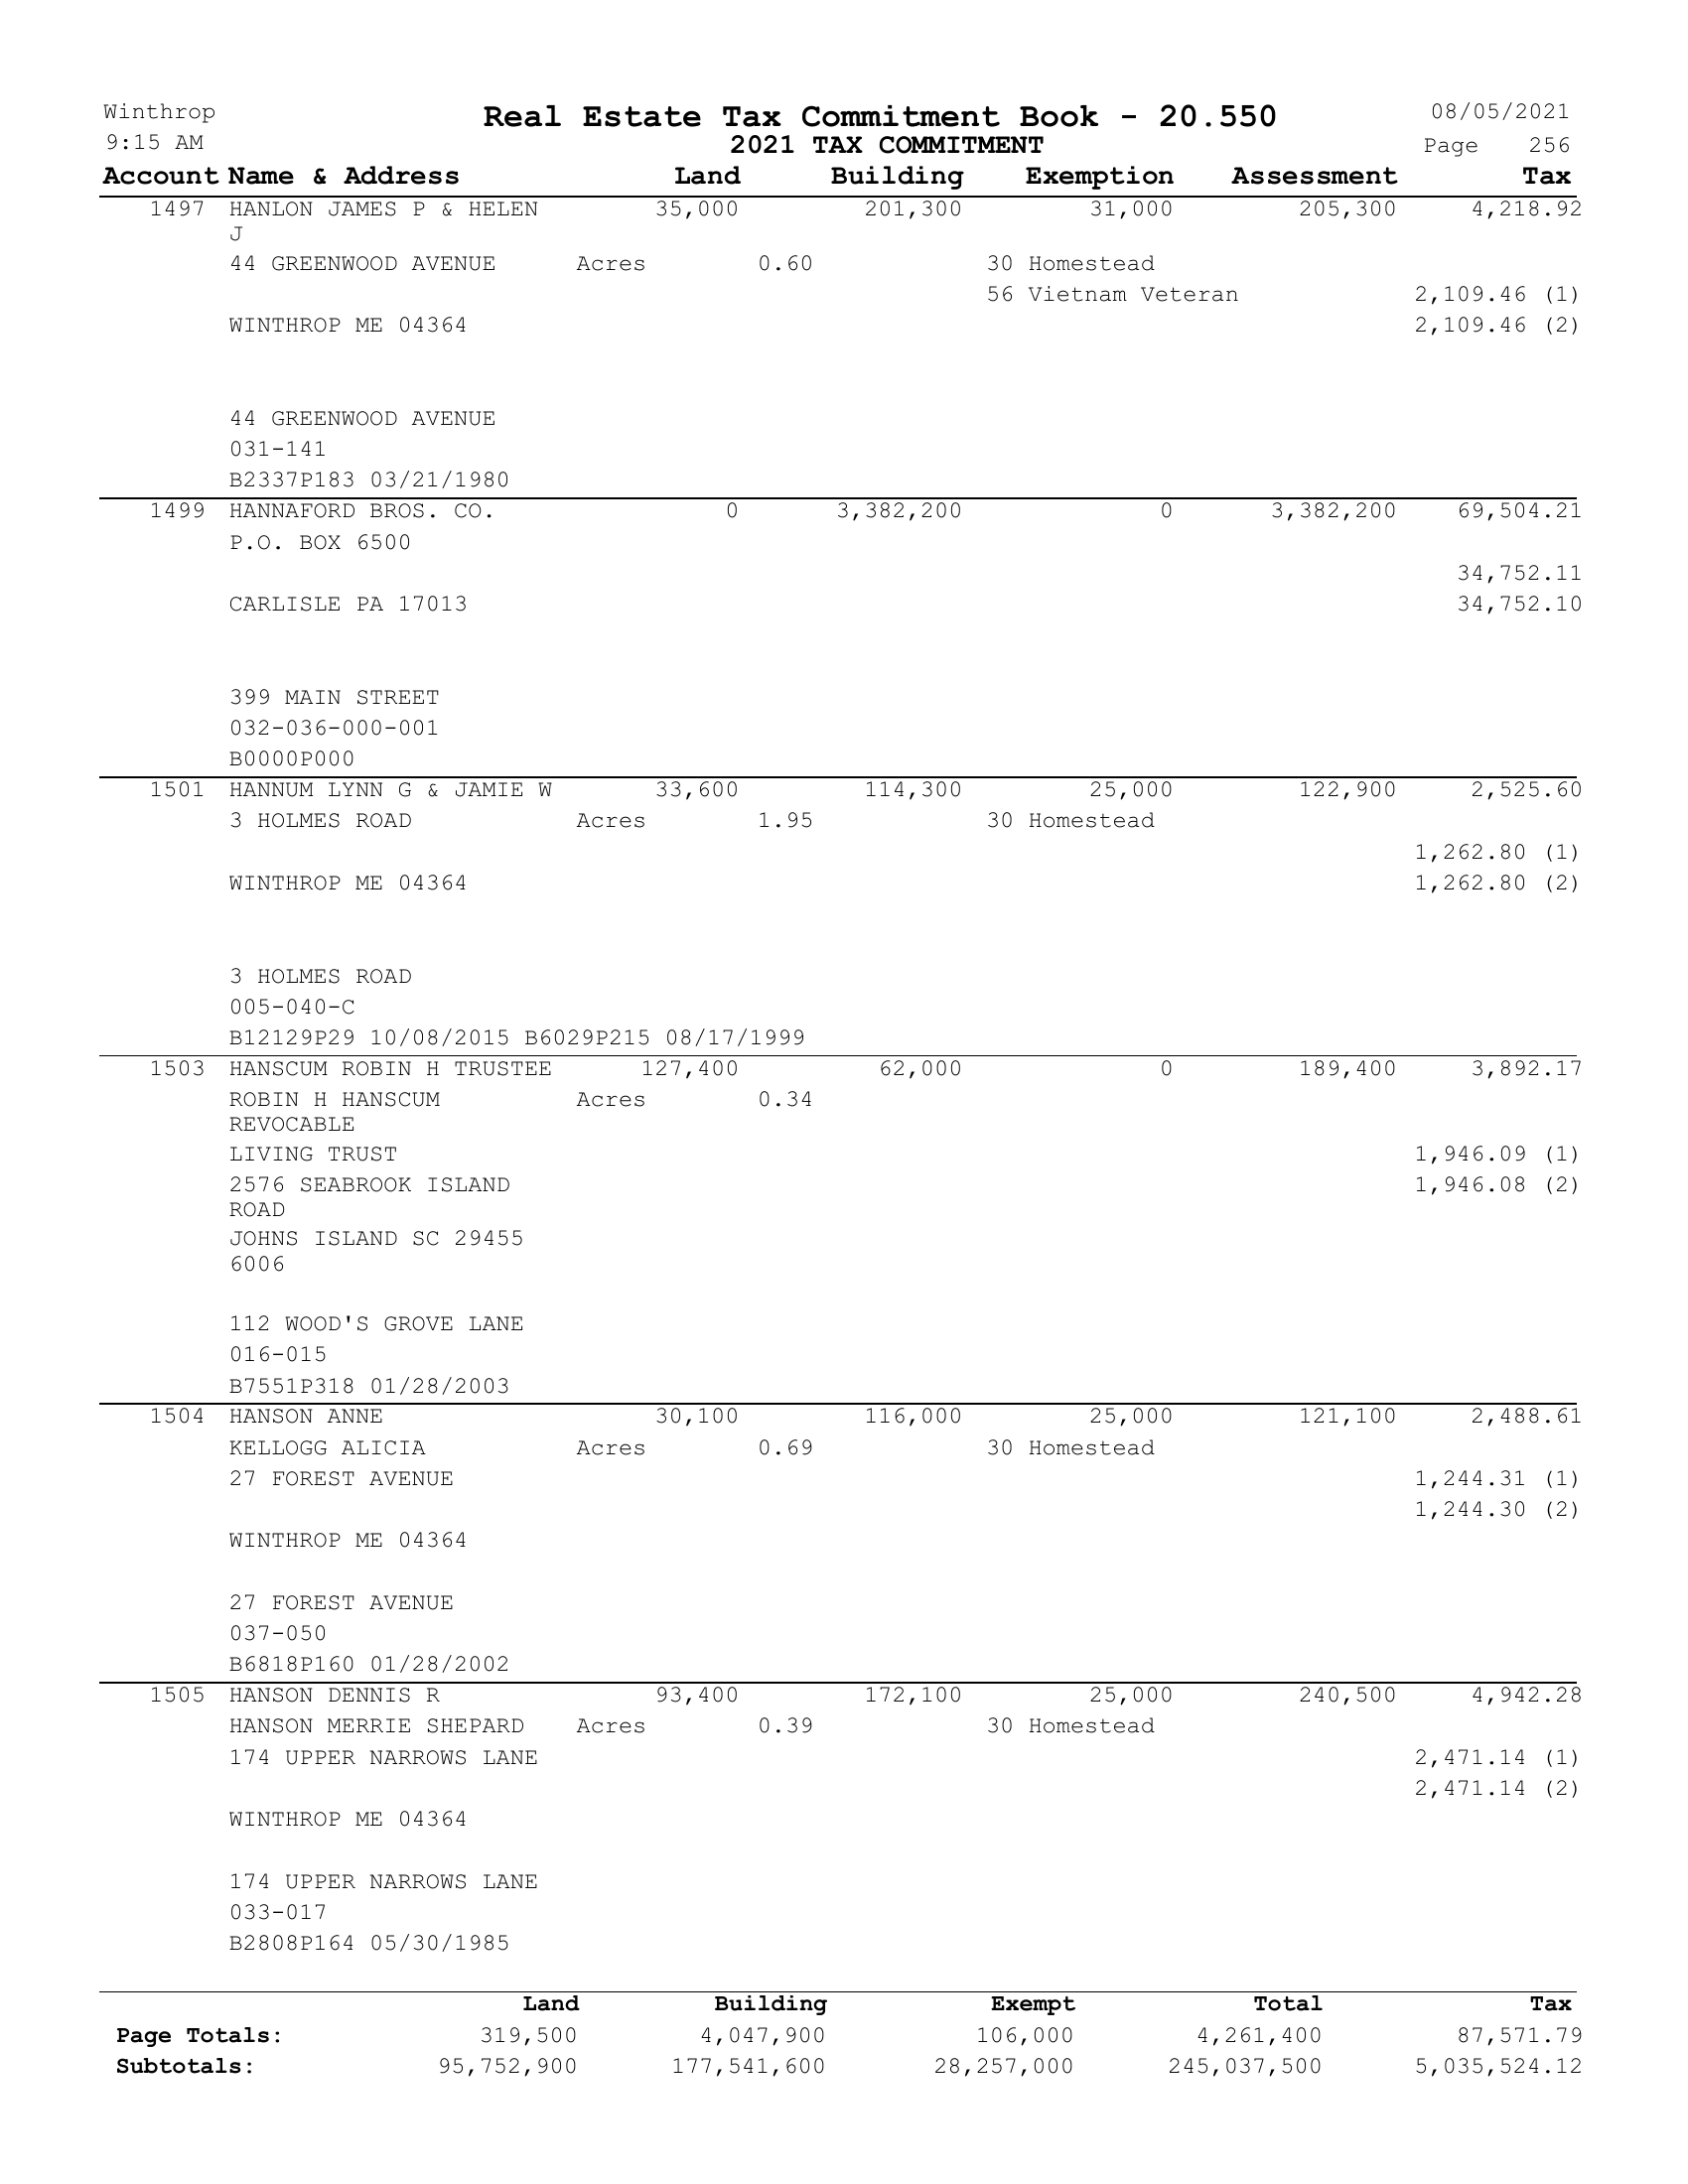 Winthrop Real Estate Tax Commitment Book - 20.550 08/05/2021
9:15 AM 2021 TAX COMMITMENT Page 256
Account Name & Address Land Building Exemption Assessment Tax
1497 HANLON JAMES P & HELEN 35,000 201,300 31,000 205,300 4,218.92
J
44 GREENWOOD AVENUE Acres 0.60 30 Homestead
56 Vietnam Veteran 2,109.46 (1)
WINTHROP ME 04364 2,109.46 (2)
44 GREENWOOD AVENUE
031-141
B2337P183 03/21/1980
1499 HANNAFORD BROS. CO. 0 3,382,200 0 3,382,200 69,504.21
P.O. BOX 6500
34,752.11
CARLISLE PA 17013 34,752.10
399 MAIN STREET
032-036-000-001
B0000P000
1501 HANNUM LYNN G & JAMIE W 33,600 114,300 25,000 122,900 2,525.60
3 HOLMES ROAD Acres 1.95 30 Homestead
1,262.80 (1)
WINTHROP ME 04364 1,262.80 (2)
3 HOLMES ROAD
005-040-C
B12129P29 10/08/2015 B6029P215 08/17/1999
1503 HANSCUM ROBIN H TRUSTEE 127,400 62,000 0 189,400 3,892.17
ROBIN H HANSCUM Acres 0.34
REVOCABLE
LIVING TRUST 1,946.09 (1)
2576 SEABROOK ISLAND 1,946.08 (2)
ROAD
JOHNS ISLAND SC 29455
6006
112 WOOD'S GROVE LANE
016-015
B7551P318 01/28/2003
1504 HANSON ANNE 30,100 116,000 25,000 121,100 2,488.61
KELLOGG ALICIA Acres 0.69 30 Homestead
27 FOREST AVENUE 1,244.31 (1)
1,244.30 (2)
WINTHROP ME 04364
27 FOREST AVENUE
037-050
B6818P160 01/28/2002
1505 HANSON DENNIS R 93,400 172,100 25,000 240,500 4,942.28
HANSON MERRIE SHEPARD Acres 0.39 30 Homestead
174 UPPER NARROWS LANE 2,471.14 (1)
2,471.14 (2)
WINTHROP ME 04364
174 UPPER NARROWS LANE
033-017
B2808P164 05/30/1985
Land Building Exempt Total Tax
Page Totals: 319,500 4,047,900 106,000 4,261,400 87,571.79
Subtotals: 95,752,900 177,541,600 28,257,000 245,037,500 5,035,524.12